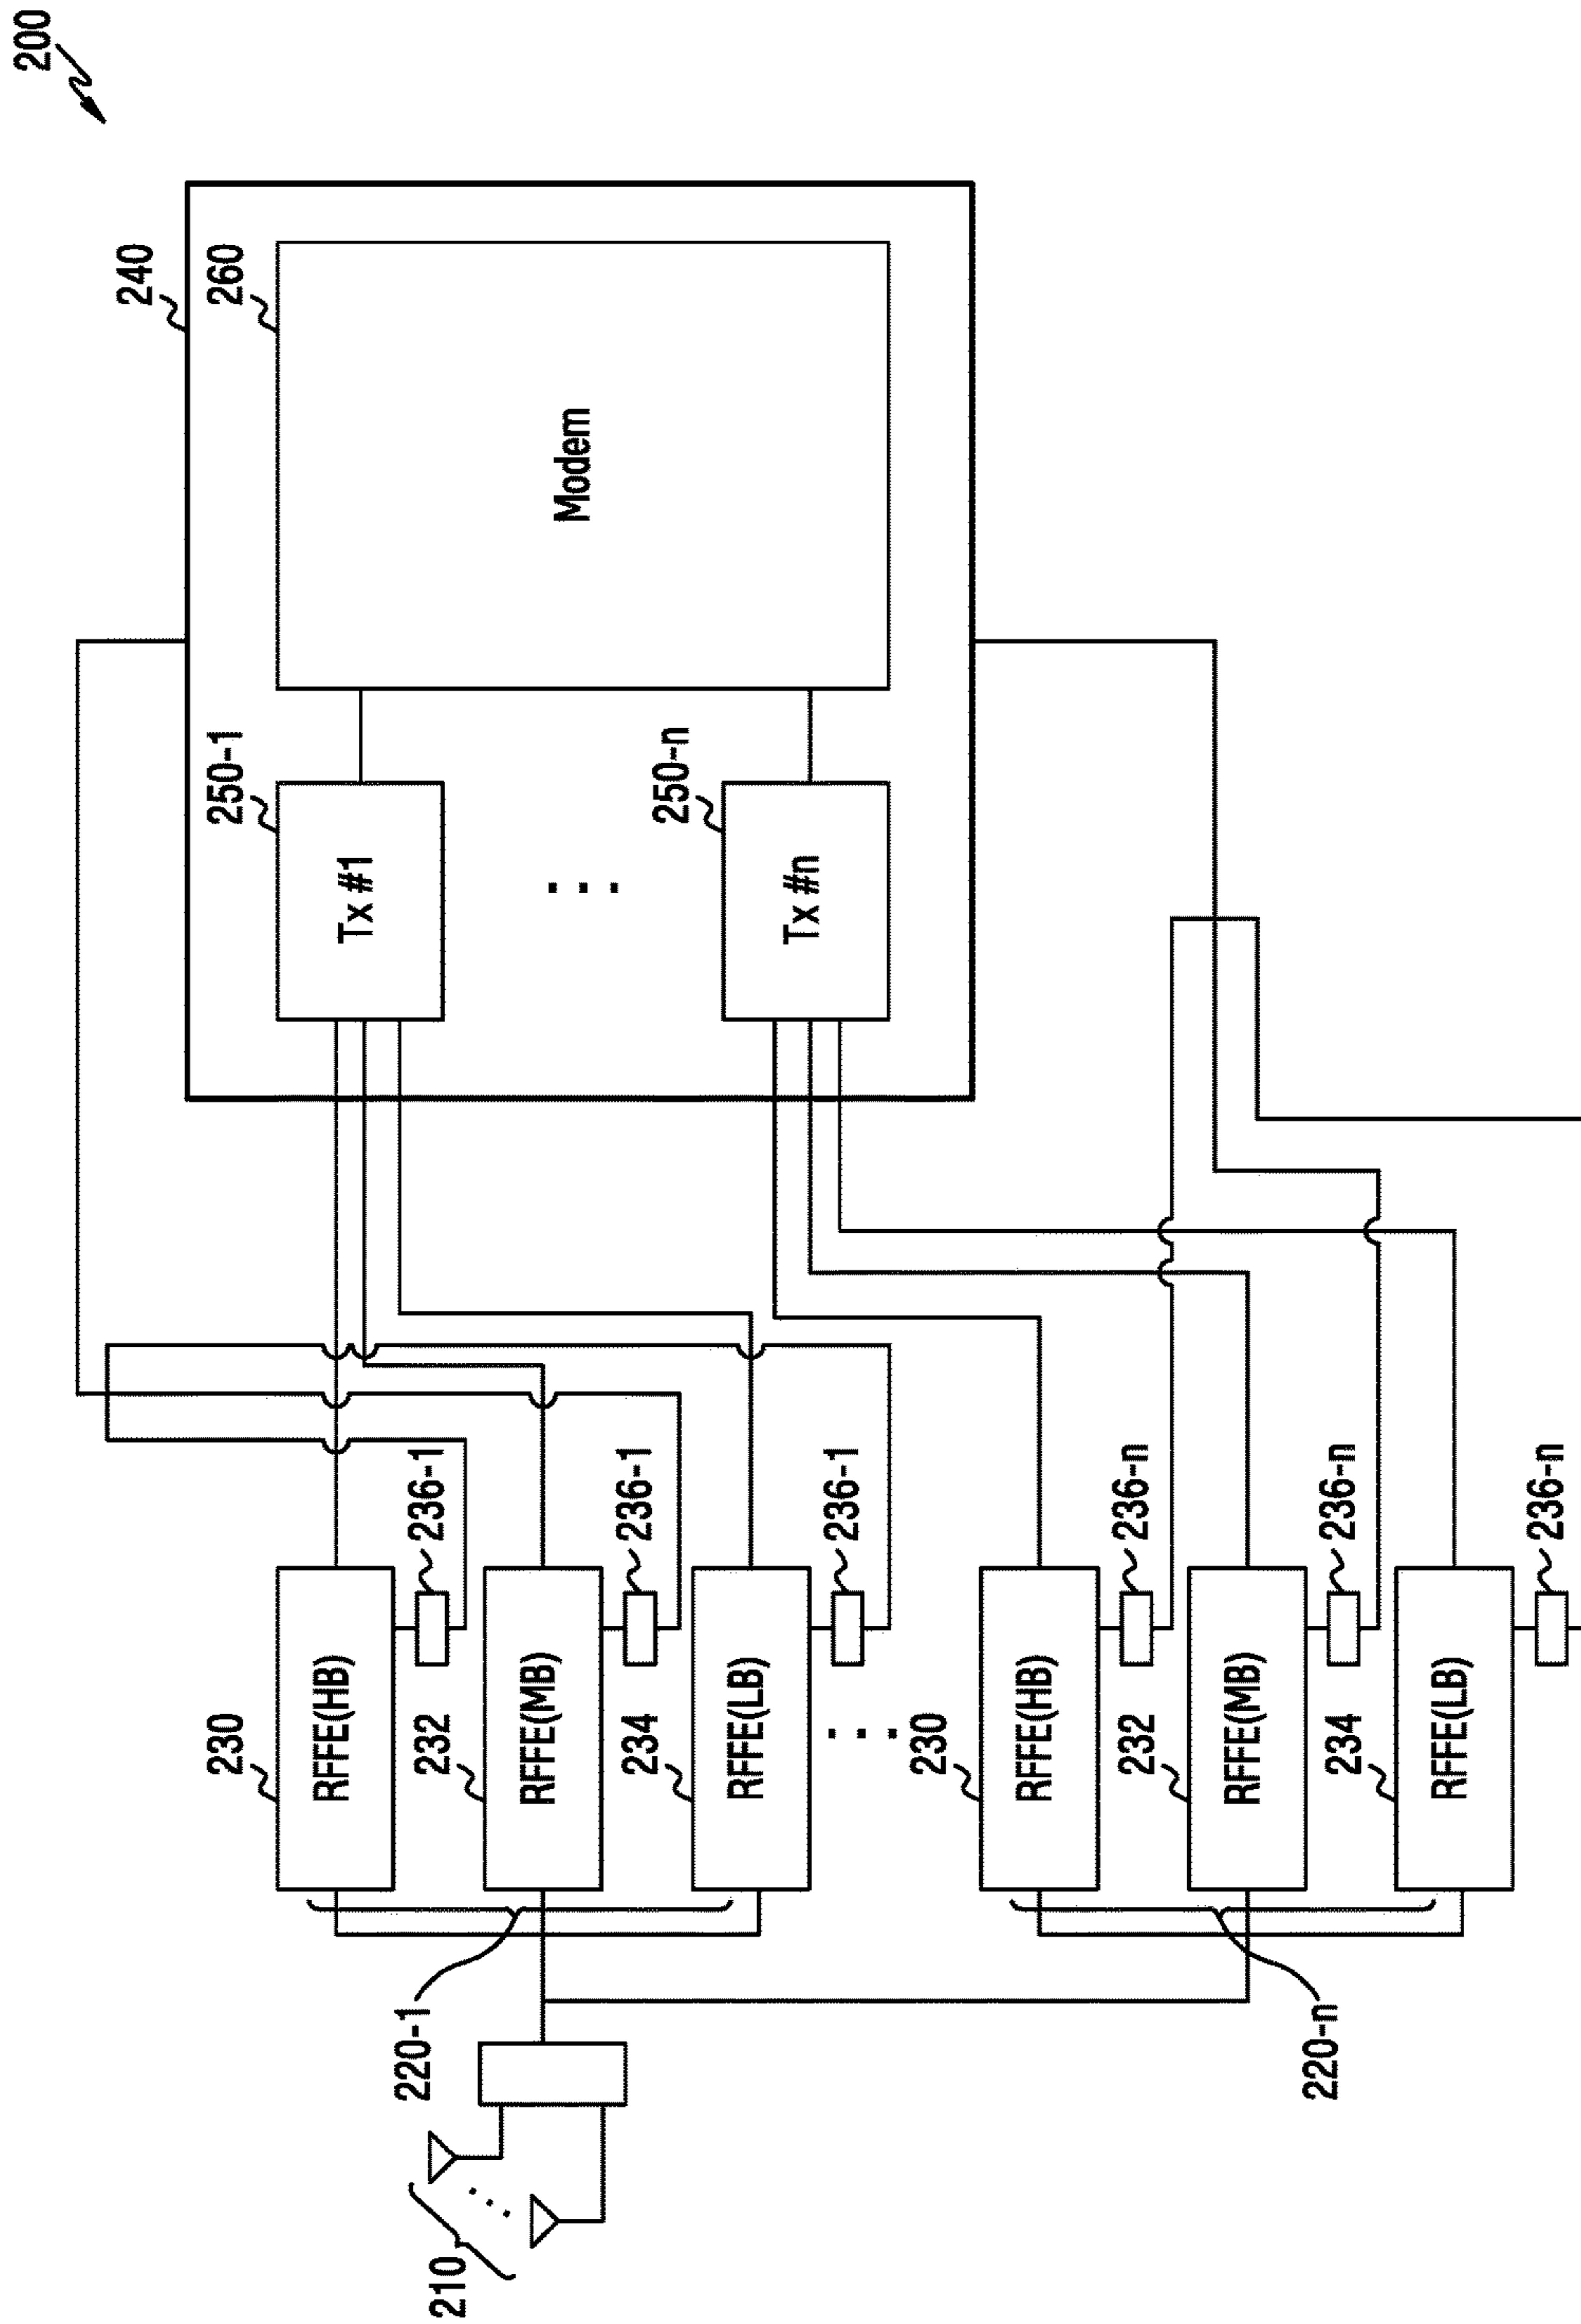 200
240
260
Modem
250-1
Tx #1
250-n
Tx #n
230
RFFE(HB)
236-1
232
RFFE(MB)
236-1
234
RFFE(LB)
236-1
230
RFFE(HB)
236-n
232
RFFE(MB)
236-n
234
RFFE(LB)
236-n
220-1
220-n
210